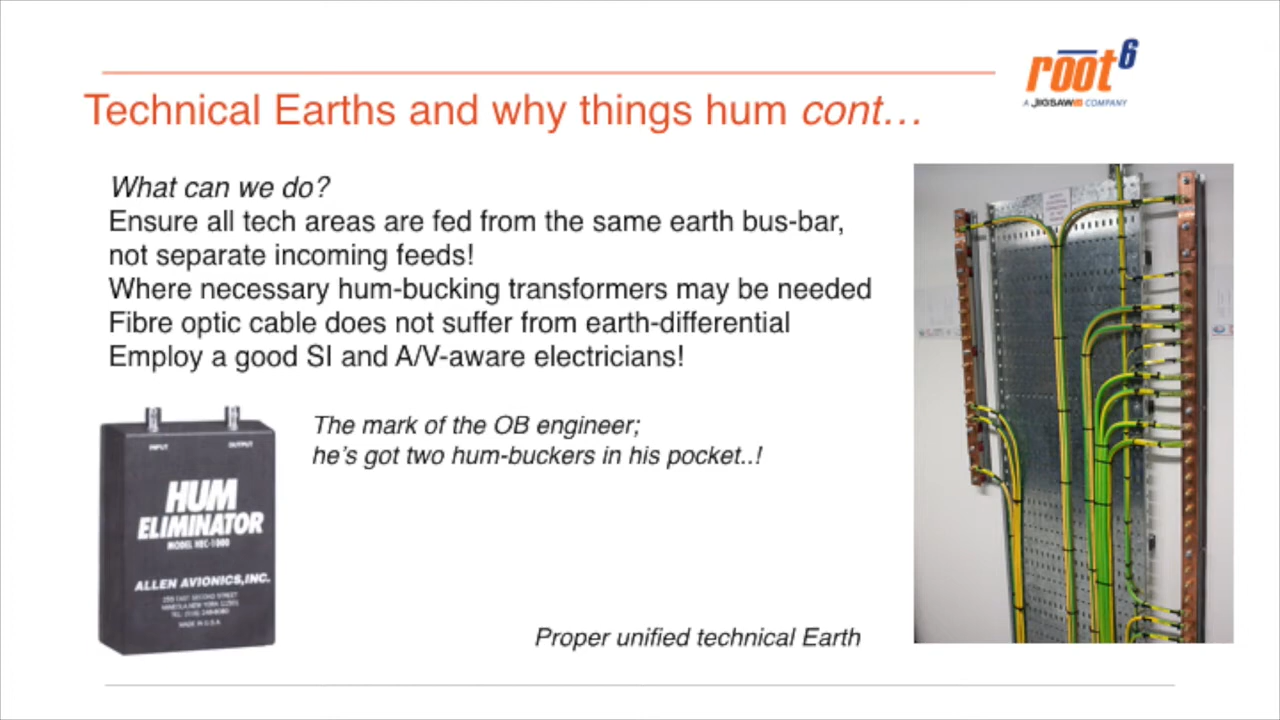 root6
A JIGSAW24 COMPANY
Technical Earths and why things hum cont…
What can we do?
Ensure all tech areas are fed from the same earth bus-bar,
not separate incoming feeds!
Where necessary hum-bucking transformers may be needed
Fibre optic cable does not suffer from earth-differential
Employ a good SI and A/V-aware electricians!
The mark of the OB engineer;
he’s got two hum-buckers in his pocket..!
INPUT OUTPUT
HUM
ELIMINATOR
MODEL HEC-1000
ALLEN AVIONICS,INC.
MADE IN U.S.A.
Proper unified technical Earth